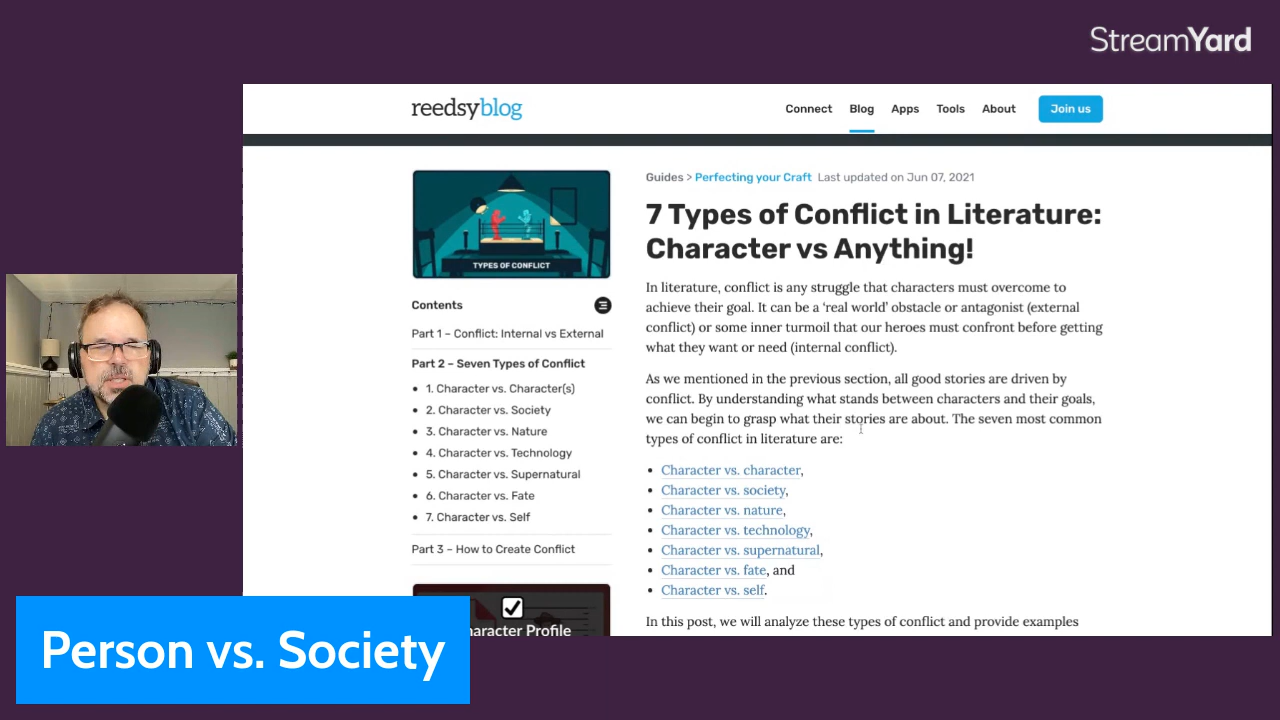 StreamYard
reedsyblog
Connect Blog Apps Tools About Join us
TYPES OF CONFLICT
Contents
Part 1 – Conflict: Internal vs External
Part 2 – Seven Types of Conflict
1. Character vs. Character(s)
2. Character vs. Society
3. Character vs. Nature
4. Character vs. Technology
5. Character vs. Supernatural
6. Character vs. Fate
7. Character vs. Self
Part 3 – How to Create Conflict
haracter Profile
Guides > Perfecting your Craft Last updated on Jun 07, 2021
7 Types of Conflict in Literature:
Character vs Anything!
In literature, conflict is any struggle that characters must overcome to
achieve their goal. It can be a ‘real world’ obstacle or antagonist (external
conflict) or some inner turmoil that our heroes must confront before getting
what they want or need (internal conflict).
As we mentioned in the previous section, all good stories are driven by
conflict. By understanding what stands between characters and their goals,
we can begin to grasp what their stories are about. The seven most common
types of conflict in literature are:
Character vs. character,
Character vs. society,
Character vs. nature,
Character vs. technology,
Character vs. supernatural,
Character vs. fate, and
Character vs. self.
In this post, we will analyze these types of conflict and provide examples
Person vs. Society